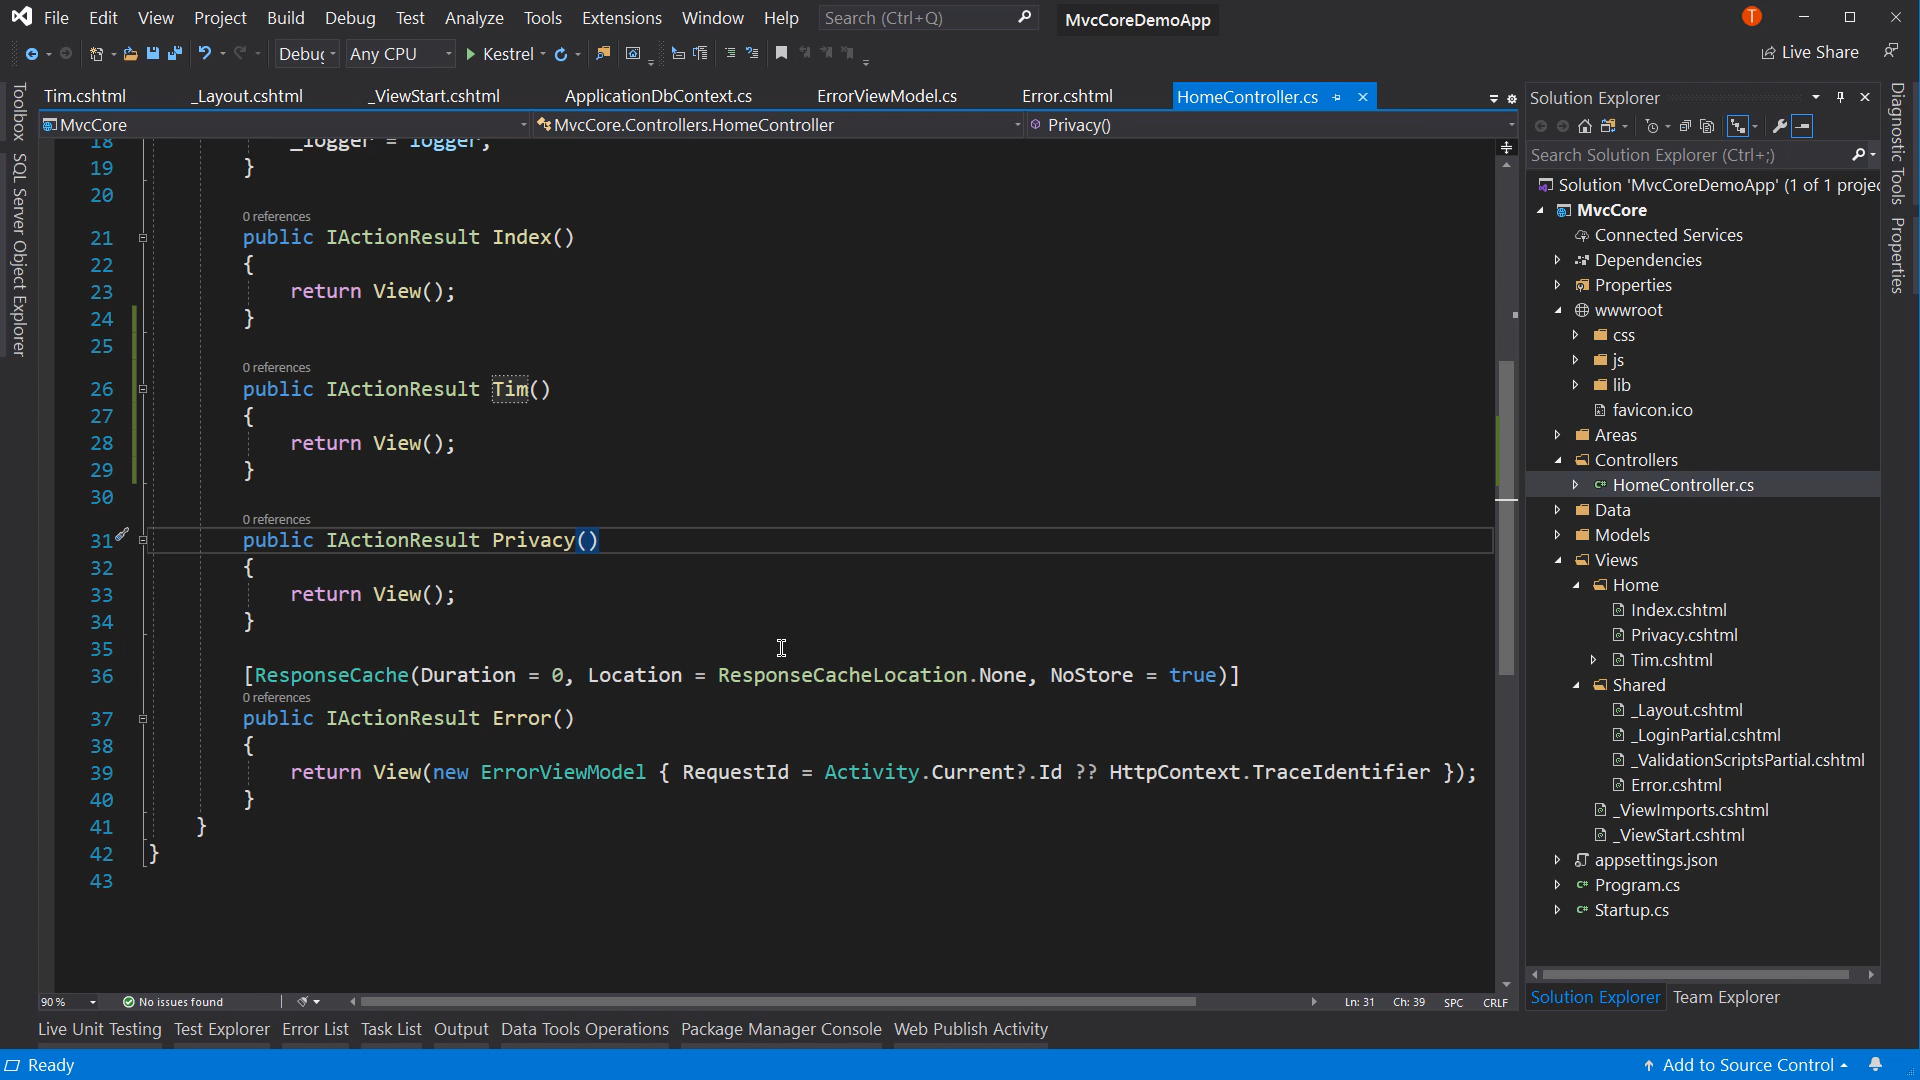 File Edit View Project Build Debug Test Analyze Tools Extensions Window Help Search (Ctrl+Q) MvcCoreDemoApp T
Debug Any CPU Kestrel Live Share
Toolbox
SQL Server Object Explorer
Tim.cshtml _Layout.cshtml _ViewStart.cshtml ApplicationDbContext.cs ErrorViewModel.cs Error.cshtml HomeController.cs
MvcCore MvcCore.Controllers.HomeController Privacy()
18 _logger = logger;
19 }
20
0 references
21 public IActionResult Index()
22 {
23 return View();
24 }
25
0 references
26 public IActionResult Tim()
27 {
28 return View();
29 }
30
0 references
31 public IActionResult Privacy()
32 {
33 return View();
34 }
35
36 [ResponseCache(Duration = 0, Location = ResponseCacheLocation.None, NoStore = true)]
0 references
37 public IActionResult Error()
38 {
39 return View(new ErrorViewModel { RequestId = Activity.Current?.Id ?? HttpContext.TraceIdentifier });
40 }
41 }
42 }
43
90 % No issues found Ln: 31 Ch: 39 SPC CRLF
Solution Explorer
Search Solution Explorer (Ctrl+;)
Solution 'MvcCoreDemoApp' (1 of 1 projec
MvcCore
Connected Services
Dependencies
Properties
wwwroot
css
js
lib
favicon.ico
Areas
Controllers
HomeController.cs
Data
Models
Views
Home
Index.cshtml
Privacy.cshtml
Tim.cshtml
Shared
_Layout.cshtml
_LoginPartial.cshtml
_ValidationScriptsPartial.cshtml
Error.cshtml
_ViewImports.cshtml
_ViewStart.cshtml
appsettings.json
Program.cs
Startup.cs
Solution Explorer Team Explorer
Diagnostic Tools
Properties
Live Unit Testing Test Explorer Error List Task List Output Data Tools Operations Package Manager Console Web Publish Activity
Ready Add to Source Control